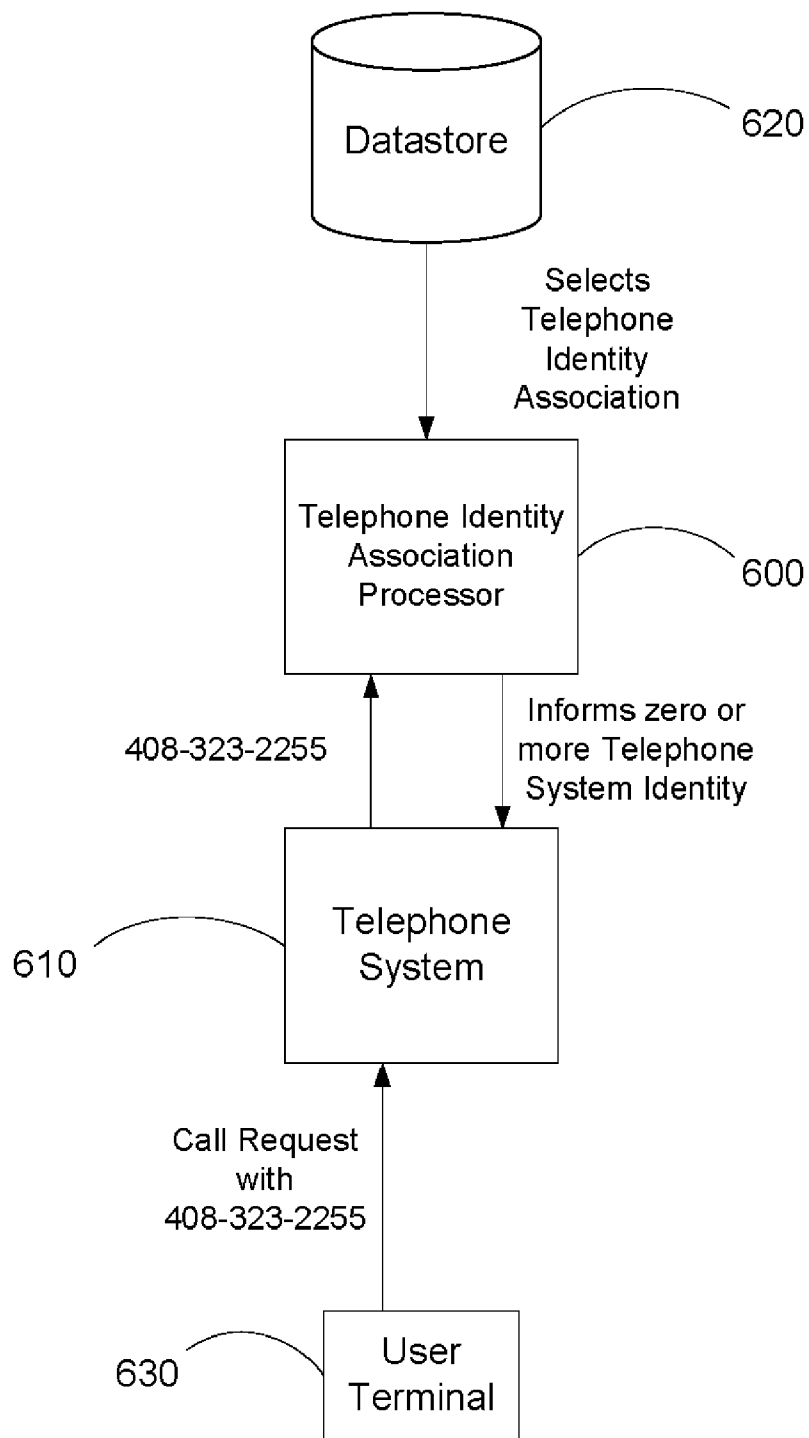 Datastore
620
Selects
Telephone
Identity
Association
Telephone Identity
Association
Processor
600
408-323-2255
Informs zero or
more Telephone
System Identity
Telephone
System
610
Call Request
with
408-323-2255
User
Terminal
630